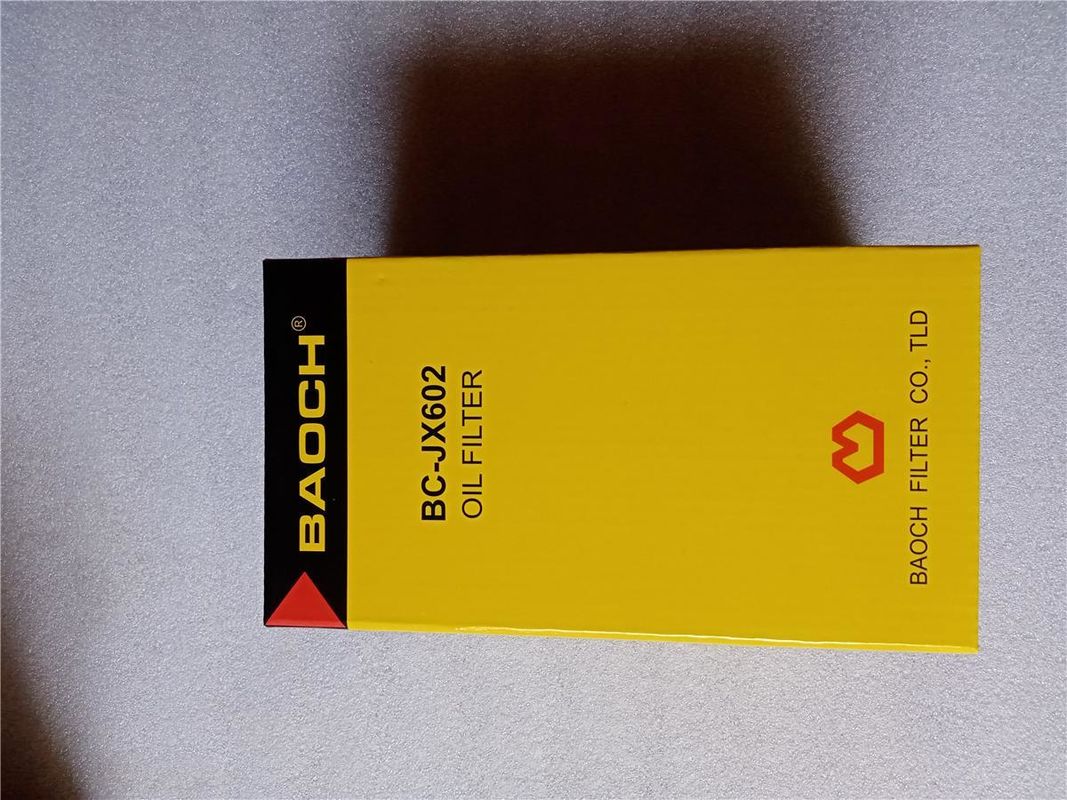 BAOCH®
BC-JX602
OIL FILTER
BAOCH FILTER CO., TLD